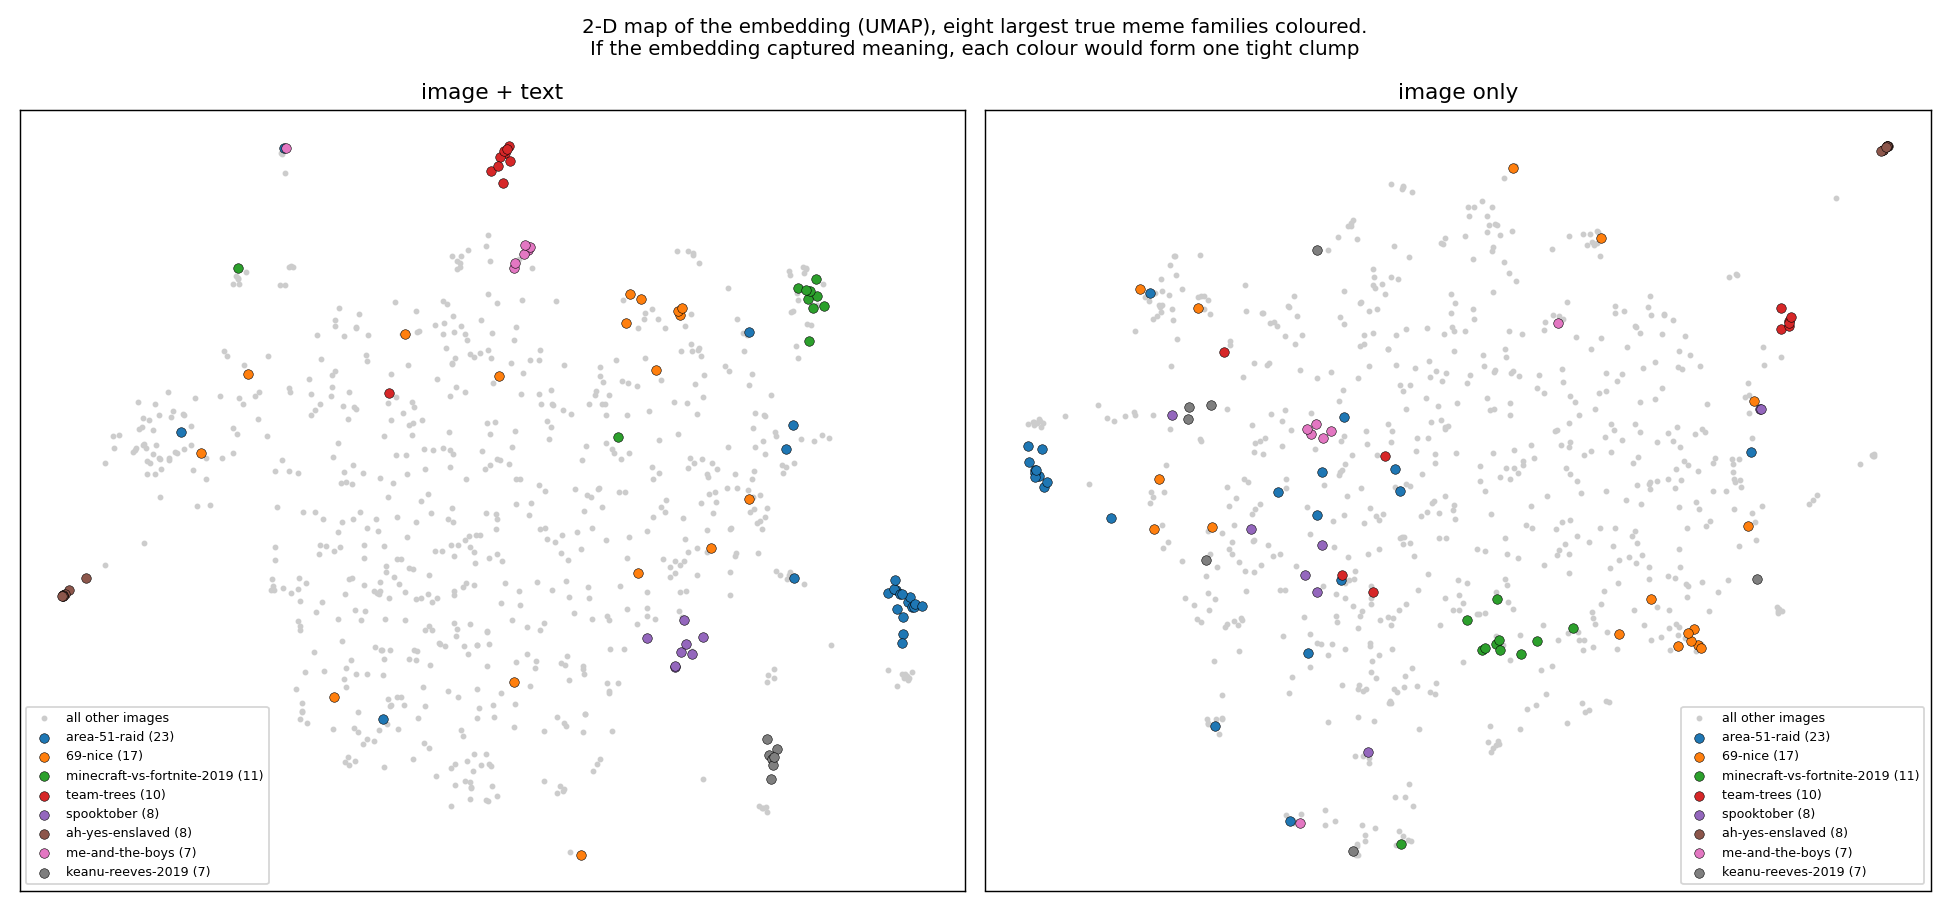 2-D map of the embedding (UMAP), eight largest true meme families coloured.
If the embedding captured meaning, each colour would form one tight clump
image + text
all other images
area-51-raid (23)
69-nice (17)
minecraft-vs-fortnite-2019 (11)
team-trees (10)
spooktober (8)
ah-yes-enslaved (8)
me-and-the-boys (7)
keanu-reeves-2019 (7)
image only
all other images
area-51-raid (23)
69-nice (17)
minecraft-vs-fortnite-2019 (11)
team-trees (10)
spooktober (8)
ah-yes-enslaved (8)
me-and-the-boys (7)
keanu-reeves-2019 (7)